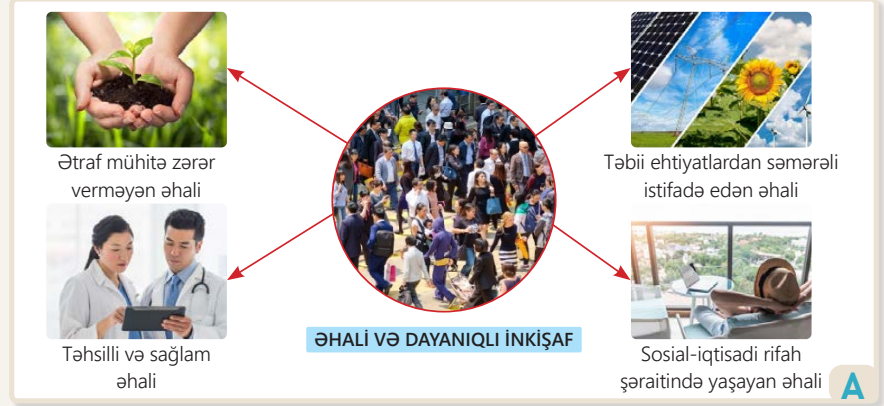 Ətraf mühitə zərər
verməyən əhali
Təbii ehtiyatlardan səmərəli
istifadə edən əhali
Təhsilli və sağlam
əhali
ƏHALİ VƏ DAYANIQLI İNKİŞAF
Sosial-iqtisadi rifah
şəraitində yaşayan əhali
A